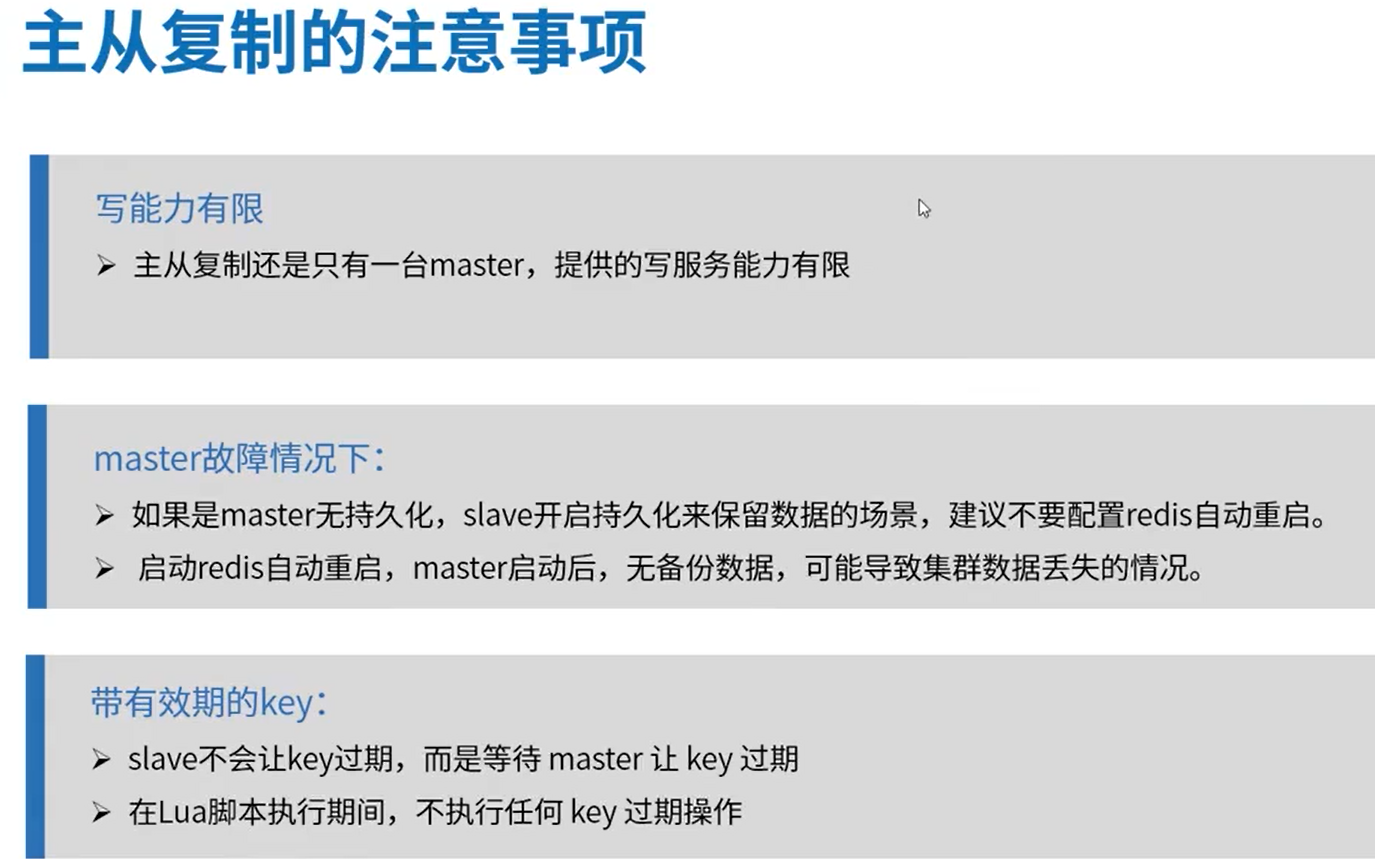 主从复制的注意事项
写能力有限
➢ 主从复制还是只有一台master，提供的写服务能力有限
master故障情况下：
➢ 如果是master无持久化，slave开启持久化来保留数据的场景，建议不要配置redis自动重启。
➢ 启动redis自动重启，master启动后，无备份数据，可能导致集群数据丢失的情况。
带有效期的key：
➢ slave不会让key过期，而是等待 master 让 key 过期
➢ 在Lua脚本执行期间，不执行任何 key 过期操作